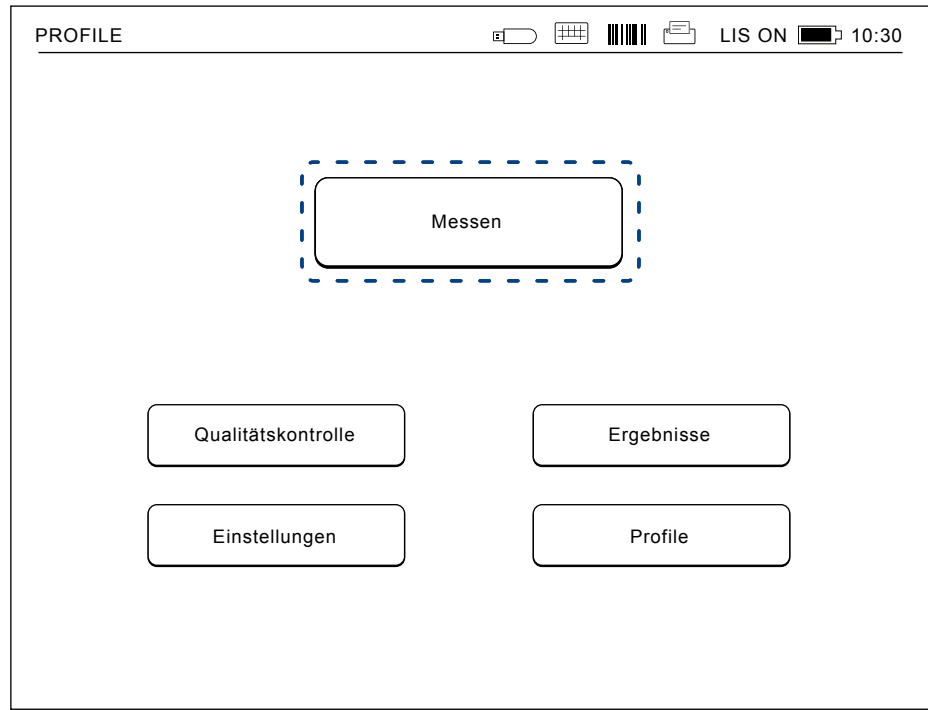 PROFILE LIS ON 10:30
Messen
Qualitätskontrolle Ergebnisse
Einstellungen Profile